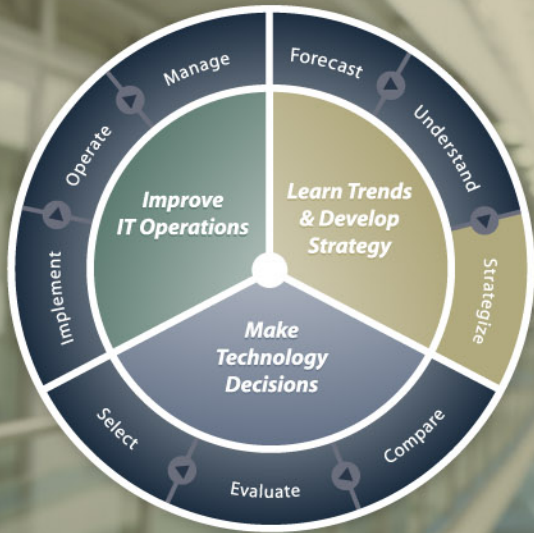 Forecast
Understand
Strategize
Compare
Evaluate
Select
Implement
Operate
Manage
Learn Trends
& Develop
Strategy
Make
Technology
Decisions
Improve
IT Operations